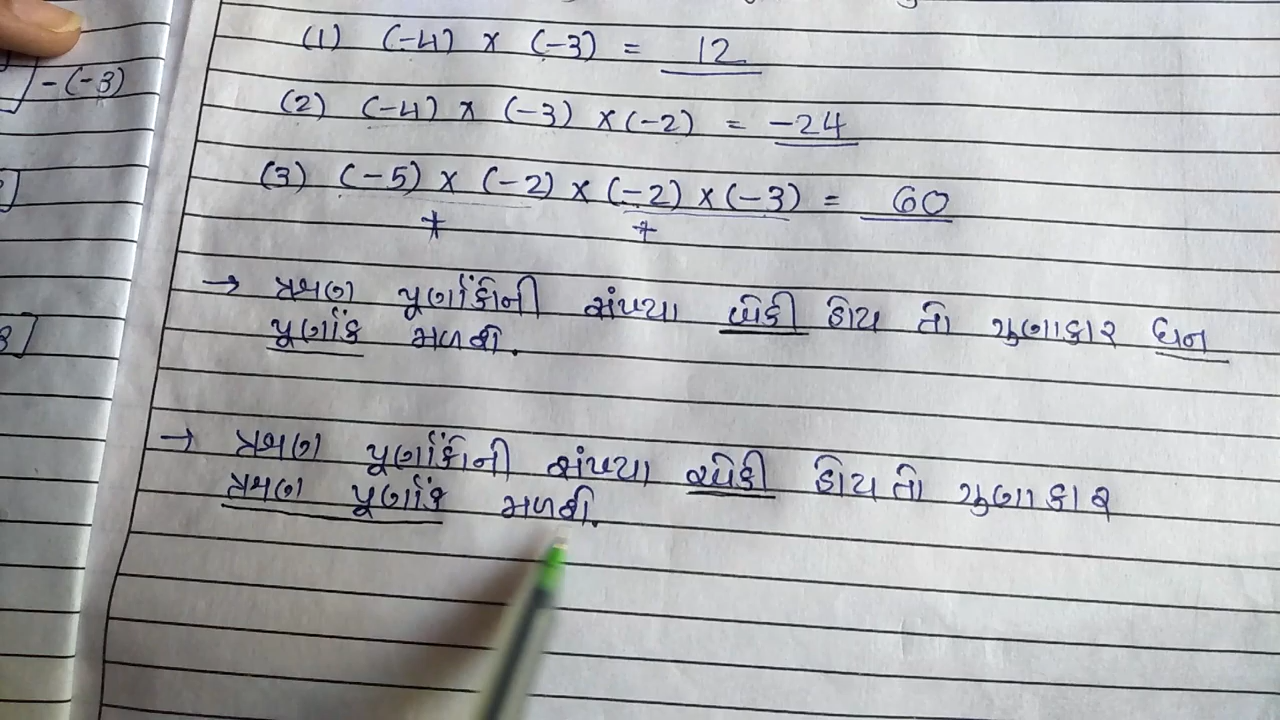 -(-3)
(1) (-4) x (-3) = 12
(2) (-4) x (-3) x (-2) = -24
(3) (-5) x (-2) x (-2) x (-3) = 60
+ +
→ ઋણ પૂર્ણાંકોની સંખ્યા બેકી હોય તો ગુણાકાર ધન
પૂર્ણાંક મળશે.
→ ઋણ પૂર્ણાંકોની સંખ્યા એકી હોય તો ગુણાકાર
ઋણ પૂર્ણાંક મળશે.